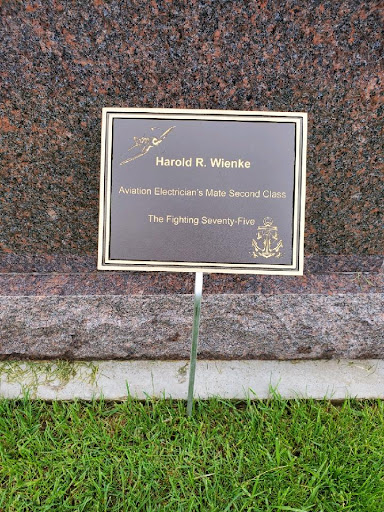 Harold R. Wienke
Aviation Electrician's Mate Second Class
The Fighting Seventy-Five